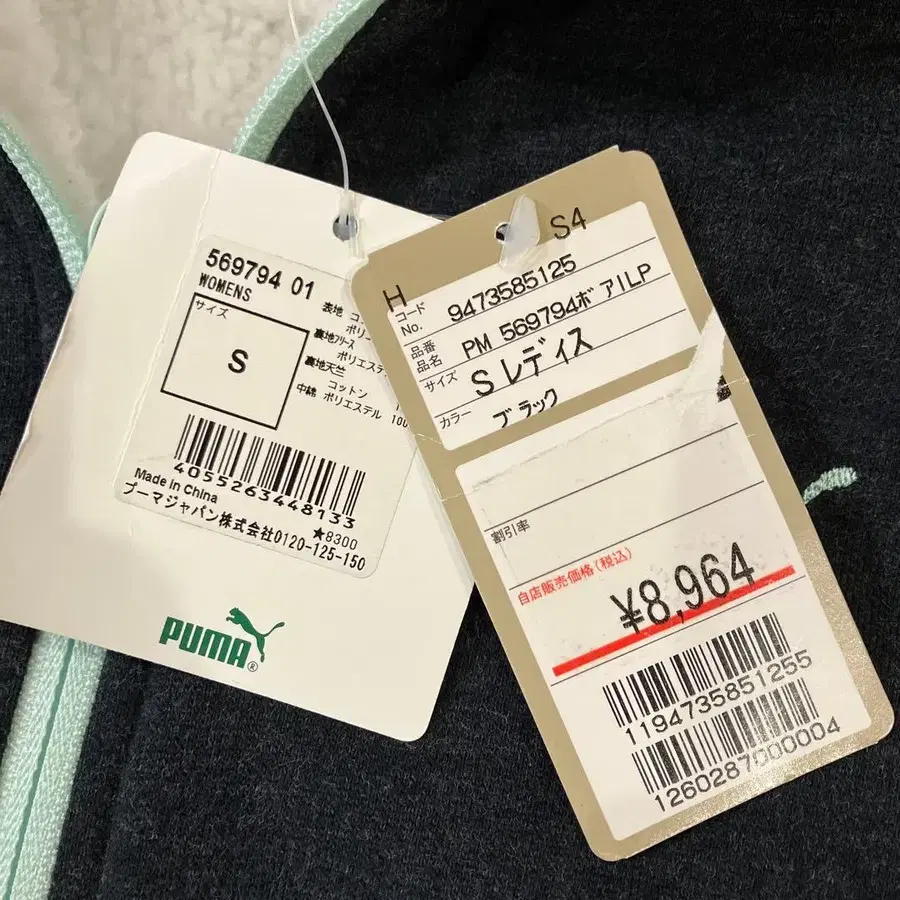 569794 01
WOMENS
サイズ
S
表地 コ
ポリ
裏地フリース
ポリエステ
裏地天竺
コットン
中綿 ポリエステル 100
4055263448133
Made in China
★8300
プーマジャパン株式会社0120-125-150
PUMA®
S4
H
コード
No. 9473585125
品番
品名 PM 569794ボアILP
サイズ Sレディス
カラー ブラック
割引率
自店販売価格(税込)
¥8,964
1194735851255
1260287000004